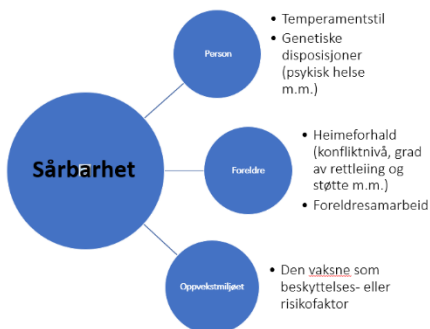 Sårbarhet
Person
• Temperamentstil
• Genetiske
disposisjoner
(psykisk helse
m.m.)
Foreldre
• Heimeforhald
(konfliktnivå, grad
av rettleiing og
støtte m.m.)
• Foreldresamarbeid
Oppvekstmiljøet
• Den vaksne som
beskyttelses- eller
risikofaktor